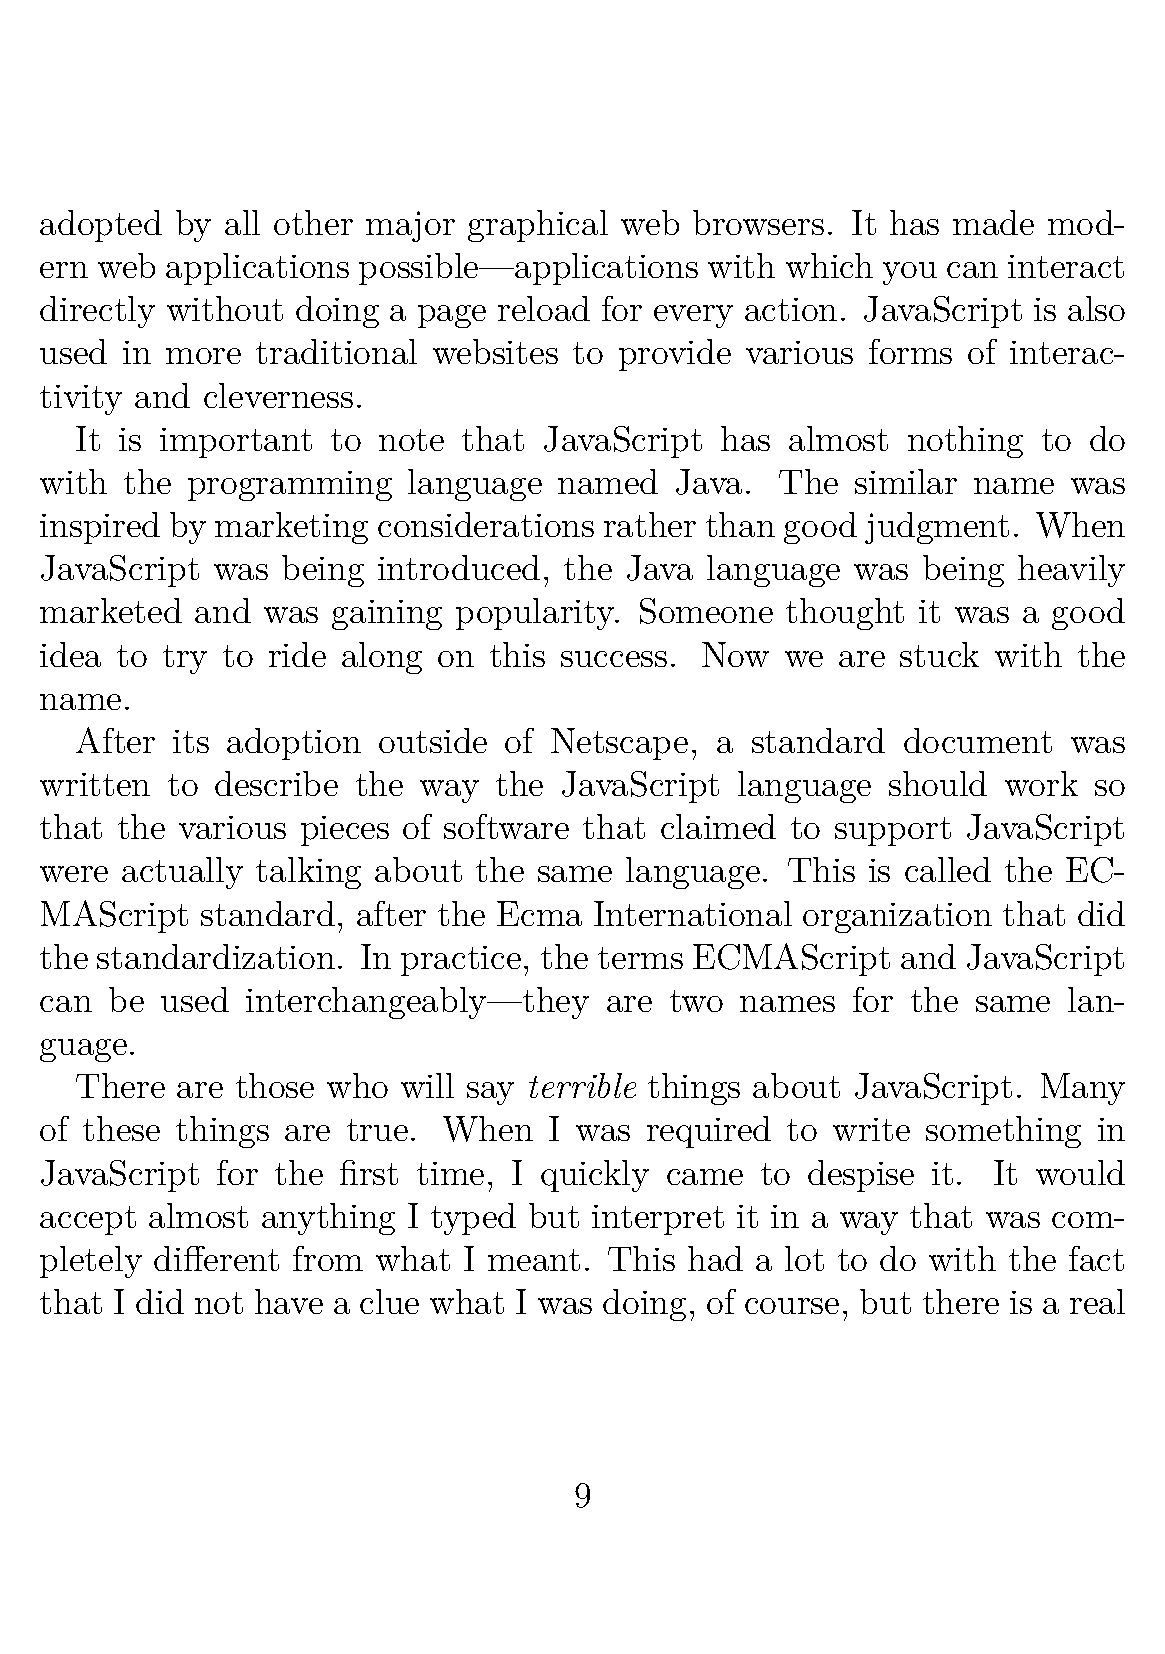 adopted by all other major graphical web browsers. It has made mod-
ern web applications possible—applications with which you can interact
directly without doing a page reload for every action. JavaScript is also
used in more traditional websites to provide various forms of interac-
tivity and cleverness.
It is important to note that JavaScript has almost nothing to do
with the programming language named Java. The similar name was
inspired by marketing considerations rather than good judgment. When
JavaScript was being introduced, the Java language was being heavily
marketed and was gaining popularity. Someone thought it was a good
idea to try to ride along on this success. Now we are stuck with the
name.
After its adoption outside of Netscape, a standard document was
written to describe the way the JavaScript language should work so
that the various pieces of software that claimed to support JavaScript
were actually talking about the same language. This is called the EC-
MAScript standard, after the Ecma International organization that did
the standardization. In practice, the terms ECMAScript and JavaScript
can be used interchangeably—they are two names for the same lan-
guage.
There are those who will say terrible things about JavaScript. Many
of these things are true. When I was required to write something in
JavaScript for the first time, I quickly came to despise it. It would
accept almost anything I typed but interpret it in a way that was com-
pletely different from what I meant. This had a lot to do with the fact
that I did not have a clue what I was doing, of course, but there is a real
9